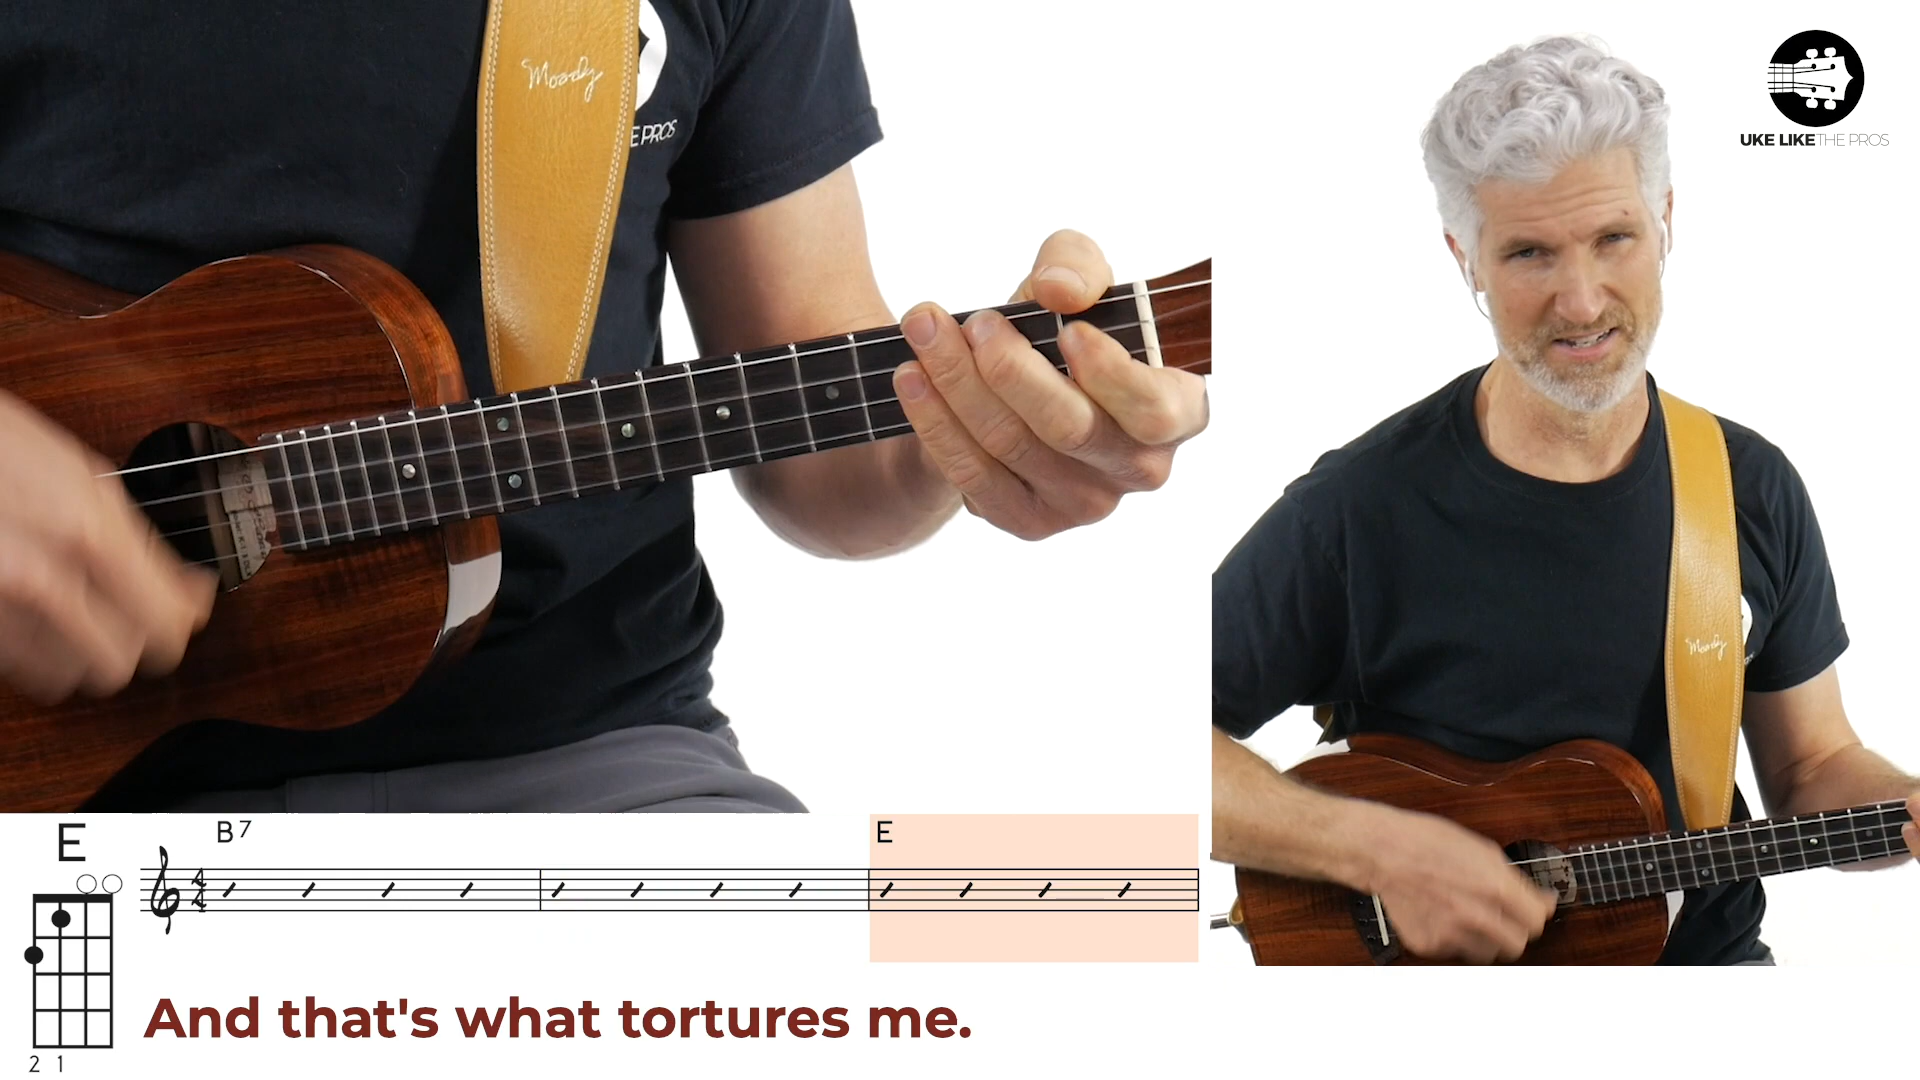 Moody
E PROS
UKE LIKE THE PROS
Moody
E
B7
E
2 1
And that's what tortures me.